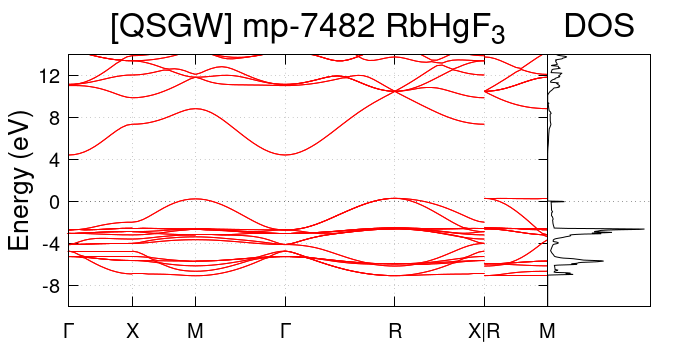 [QSGW] mp-7482 RbHgF3 DOS
Energy (eV)
12
8
4
0
-4
-8
Γ X M Γ R X|R M